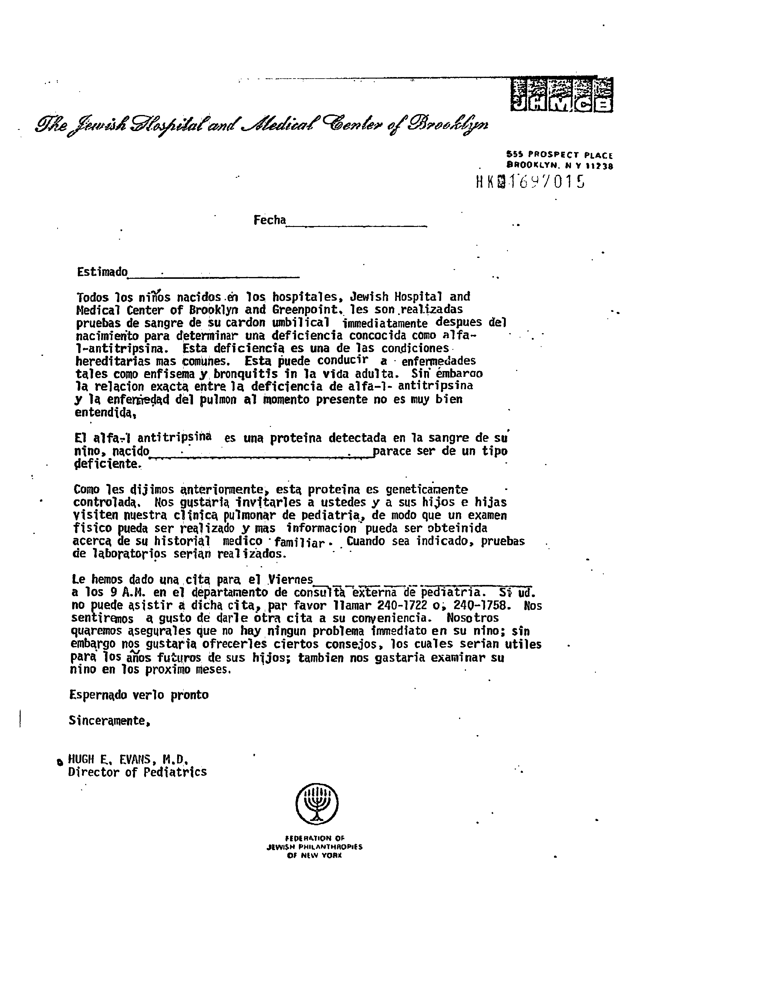 JHMCB
The Jewish Hospital and Medical Center of Brooklyn
555 PROSPECT PLACE
BROOKLYN, N Y 11238
1697015
Fecha
Estimado
Todos los niños nacidos en los hospitales, Jewish Hospital and
Medical Center of Brooklyn and Greenpoint, les son realizadas
pruebas de sangre de su cardon umbilical immediatamente despues del
nacimiento para determinar una deficiencia concocida como alfa-
l-antitripsina. Esta deficiencia es una de las condiciones
hereditarias mas comunes. Esta puede conducir a enfermedades
tales como enfisema y bronquitis in la vida adulta. Sin embargo
la relacion exacta entre la deficiencia de alfa-l- antitripsina
y la enfermedad del pulmon al momento presente no es muy bien
entendida,
El alfa-l antitripsina es una proteina detectada en la sangre de su
nino, nacido parace ser de un tipo
deficiente.
Como les dijimos anteriormente, esta proteina es geneticamente
controlada. Nos gustaria invitarles a ustedes y a sus hijos e hijas
visiten nuestra clinica pulmonar de pediatria, de modo que un examen
fisico pueda ser realizado y mas informacion pueda ser obteinida
acerca de su historial medico familiar. Cuando sea indicado, pruebas
de laboratorios serian realizados.
Le hemos dado una cita para el Viernes
a los 9 A.M. en el departamento de consulta externa de pediatria. Si ud.
no puede asistir a dicha cita, par favor llamar 240-1722 o; 240-1758. Nos
sentiremos a gusto de darle otra cita a su conveniencia. Nosotros
quaremos asegurales que no hay ningun problema immediato en su nino; sin
embargo nos gustaria ofrecerles ciertos consejos, los cuales serian utiles
para los años futuros de sus hijos; tambien nos gastaria examinar su
nino en los proximo meses.
Espernado verlo pronto
Sinceramente,
HUGH E. EVANS, M.D.
Director of Pediatrics
FEDERATION OF
JEWISH PHILANTHROPIES
OF NEW YORK